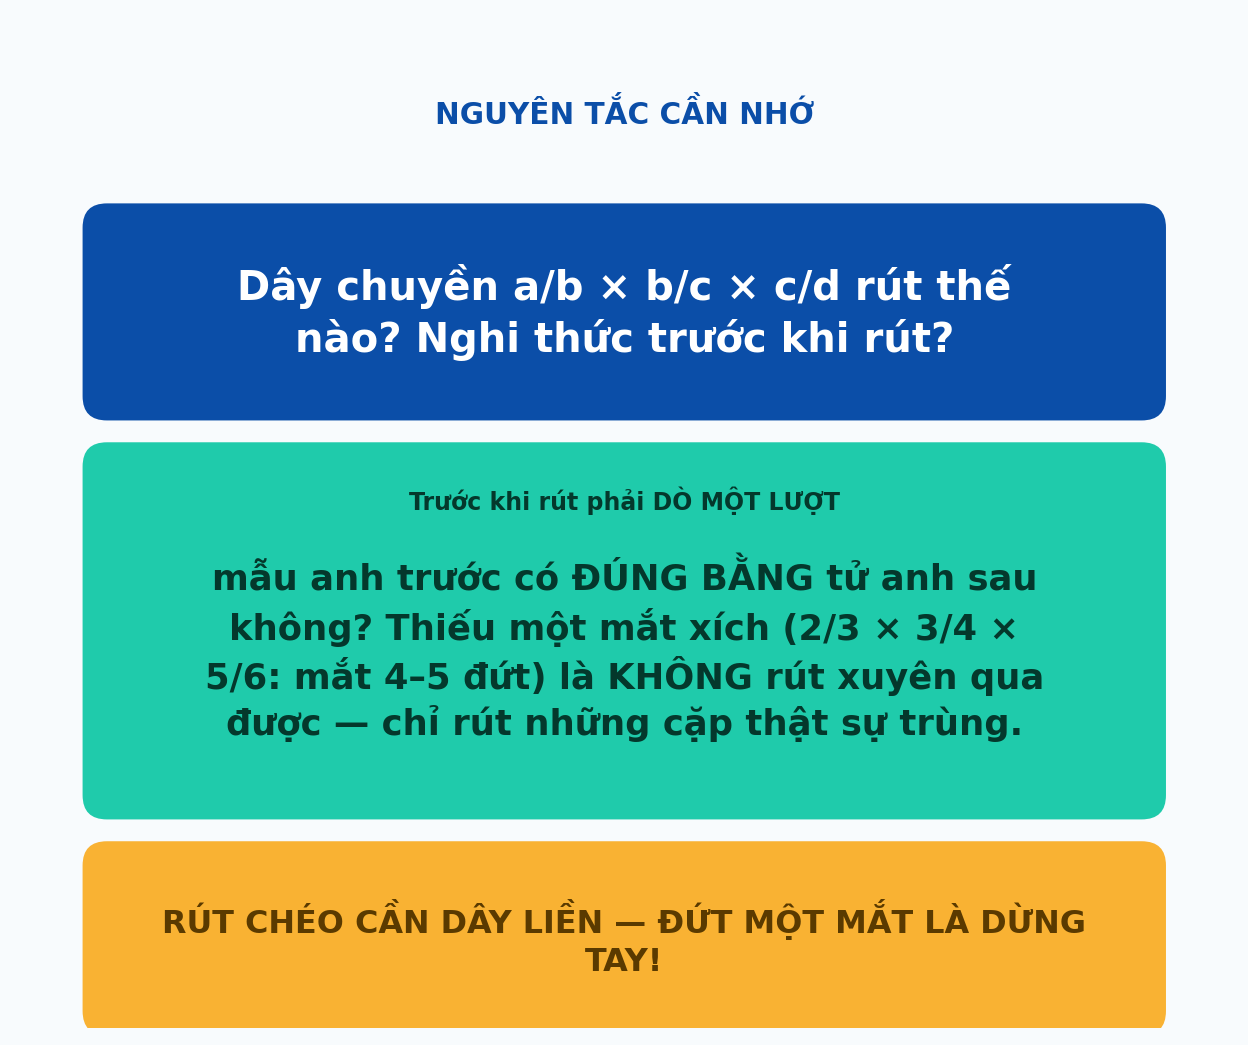 NGUYÊN TẮC CẦN NHỚ
Dây chuyền a/b × b/c × c/d rút thế
nào? Nghi thức trước khi rút?
Trước khi rút phải DÒ MỘT LƯỢT
mẫu anh trước có ĐÚNG BẰNG tử anh sau
không? Thiếu một mắt xích (2/3 × 3/4 ×
5/6: mắt 4–5 đứt) là KHÔNG rút xuyên qua
được — chỉ rút những cặp thật sự trùng.
RÚT CHÉO CẦN DÂY LIỀN — ĐỨT MỘT MẮT LÀ DỪNG
TAY!